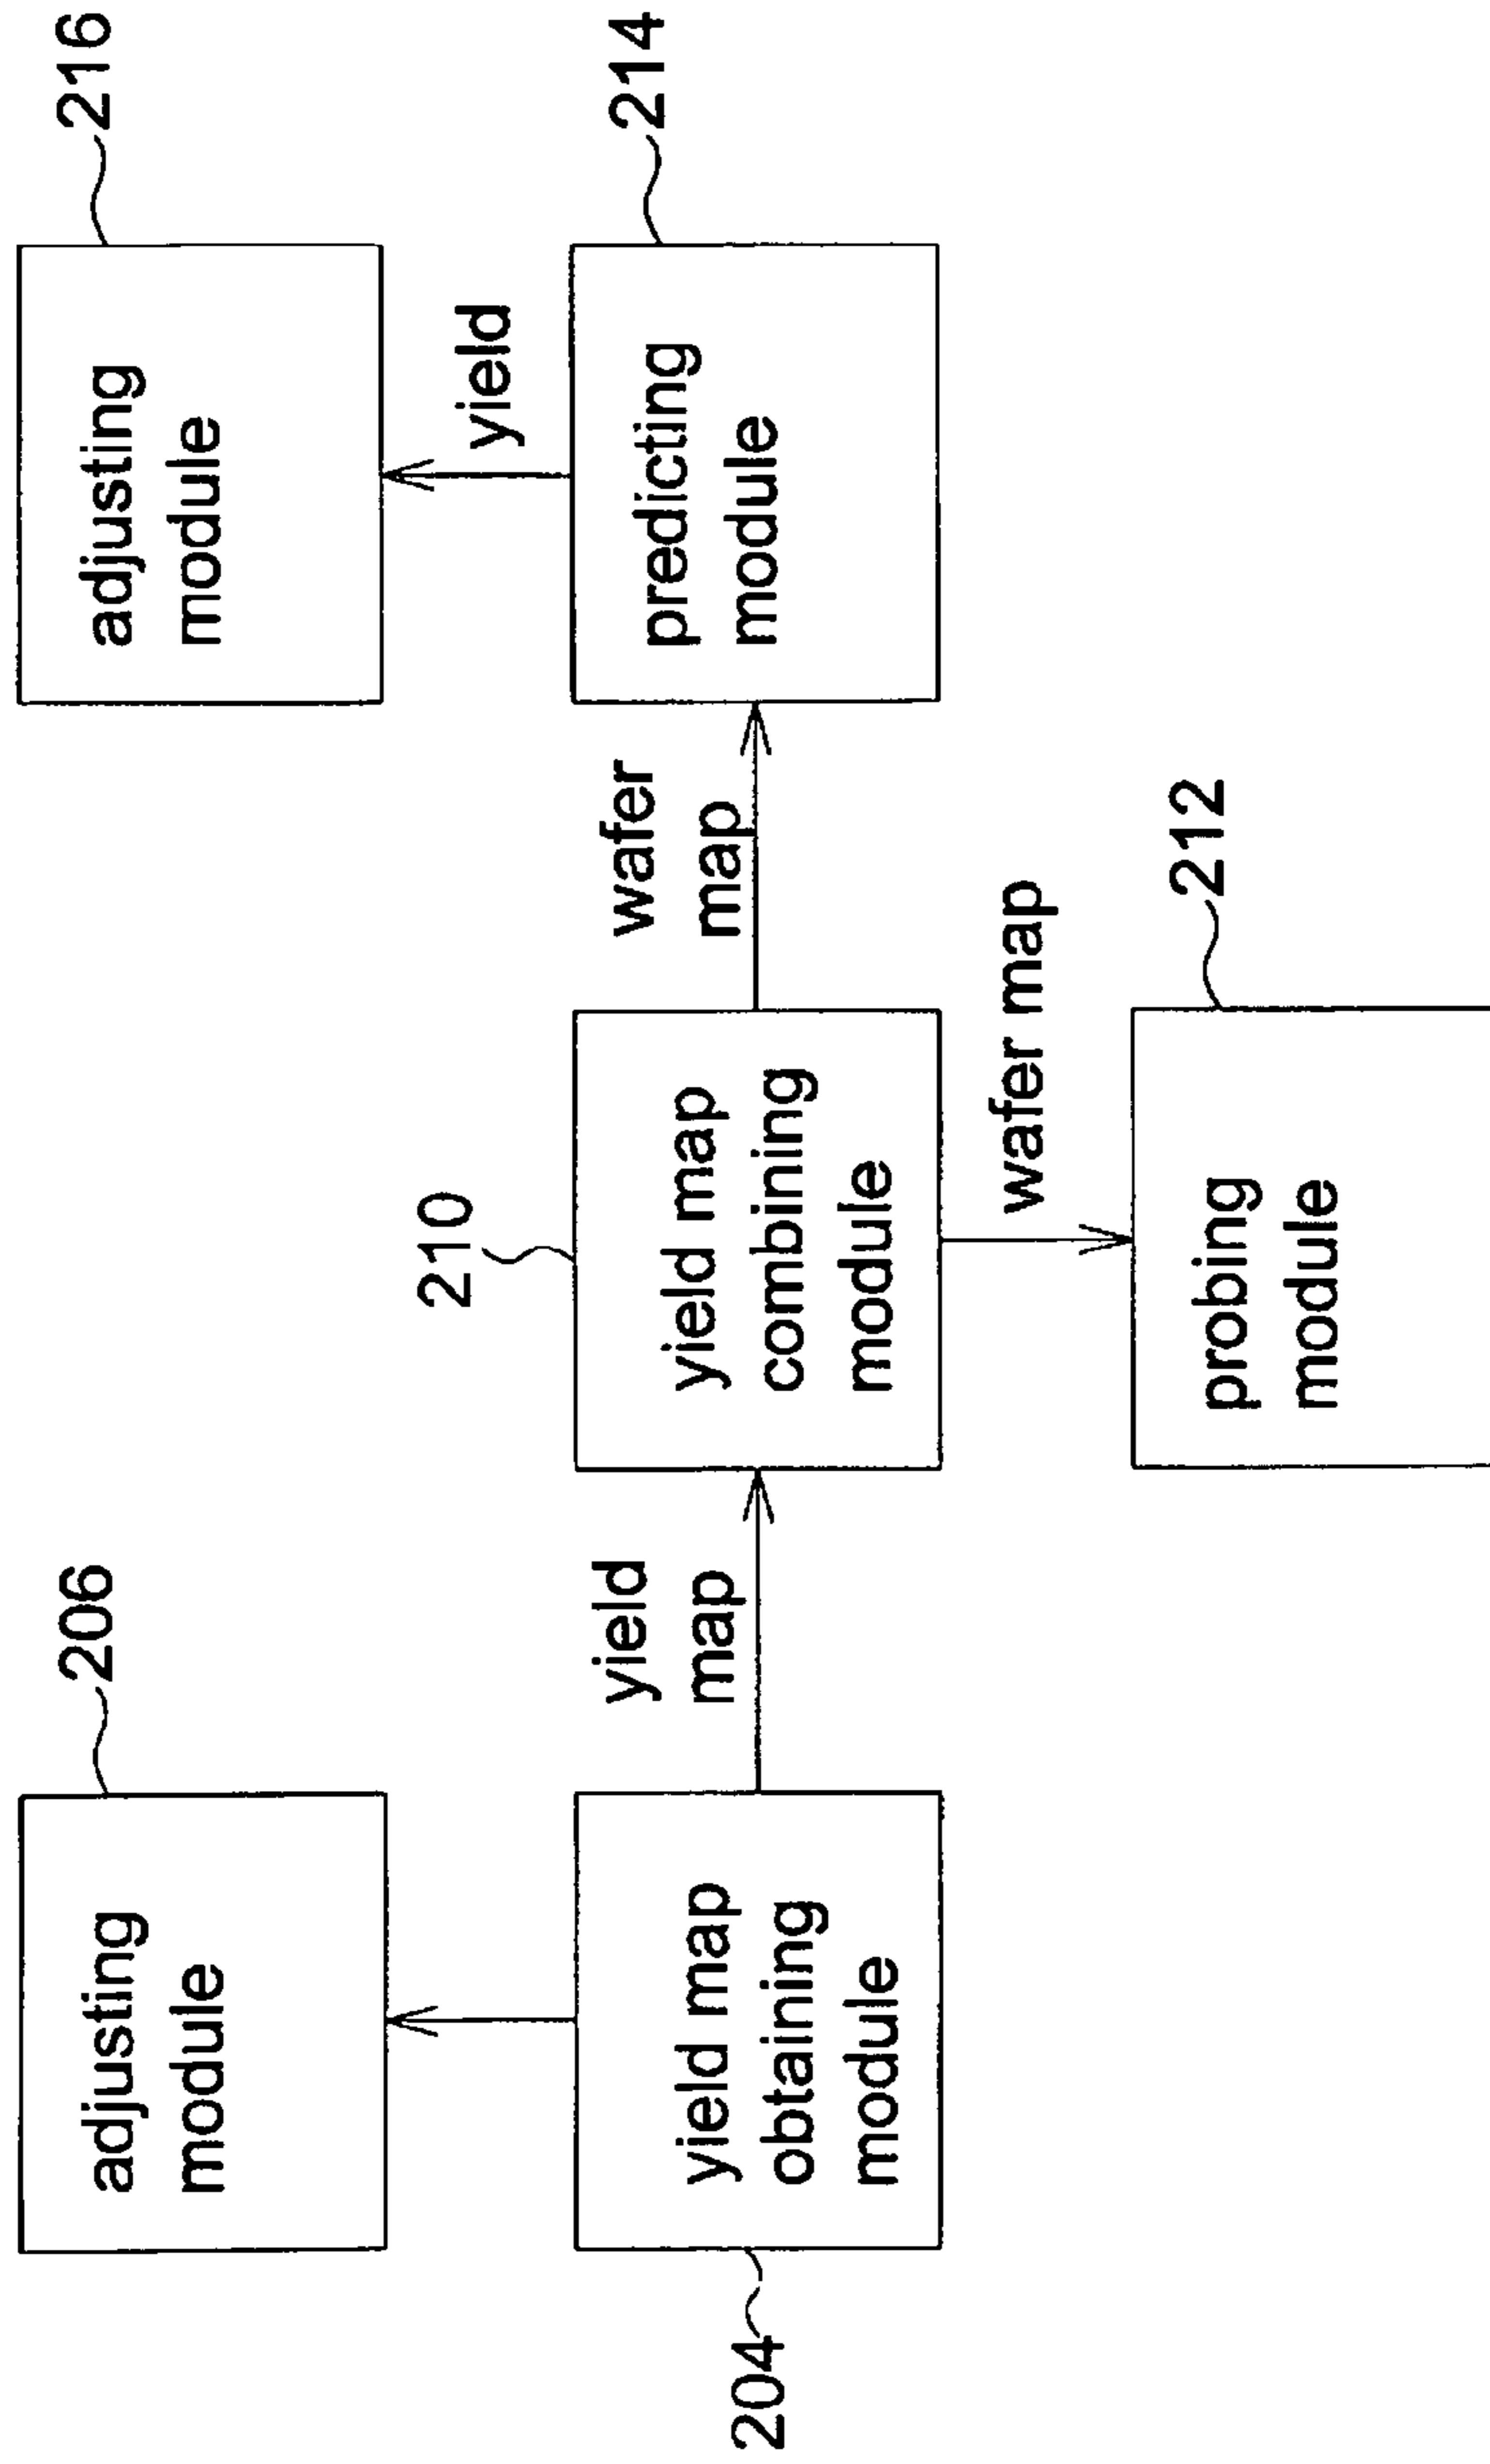 206
adjusting
module
216
adjusting
module
yield
210
204
yield map
obtaining
module
yield
map
yield map
combining
module
wafer
map
predicting
module
214
wafer map
212
probing
module